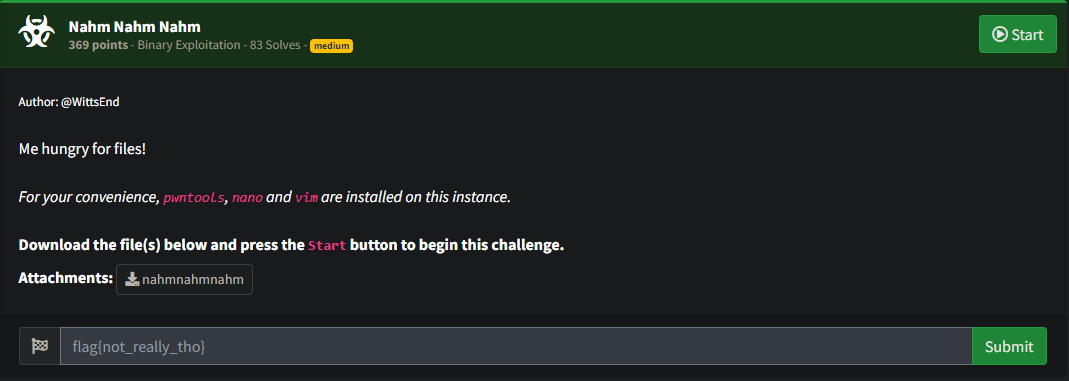 Nahm Nahm Nahm
369 points - Binary Exploitation - 83 Solves - medium
Start
Author: @WittsEnd
Me hungry for files!
For your convenience, pwntools, nano and vim are installed on this instance.
Download the file(s) below and press the Start button to begin this challenge.
Attachments: nahmnahmnahm
flag{not_really_tho}
Submit